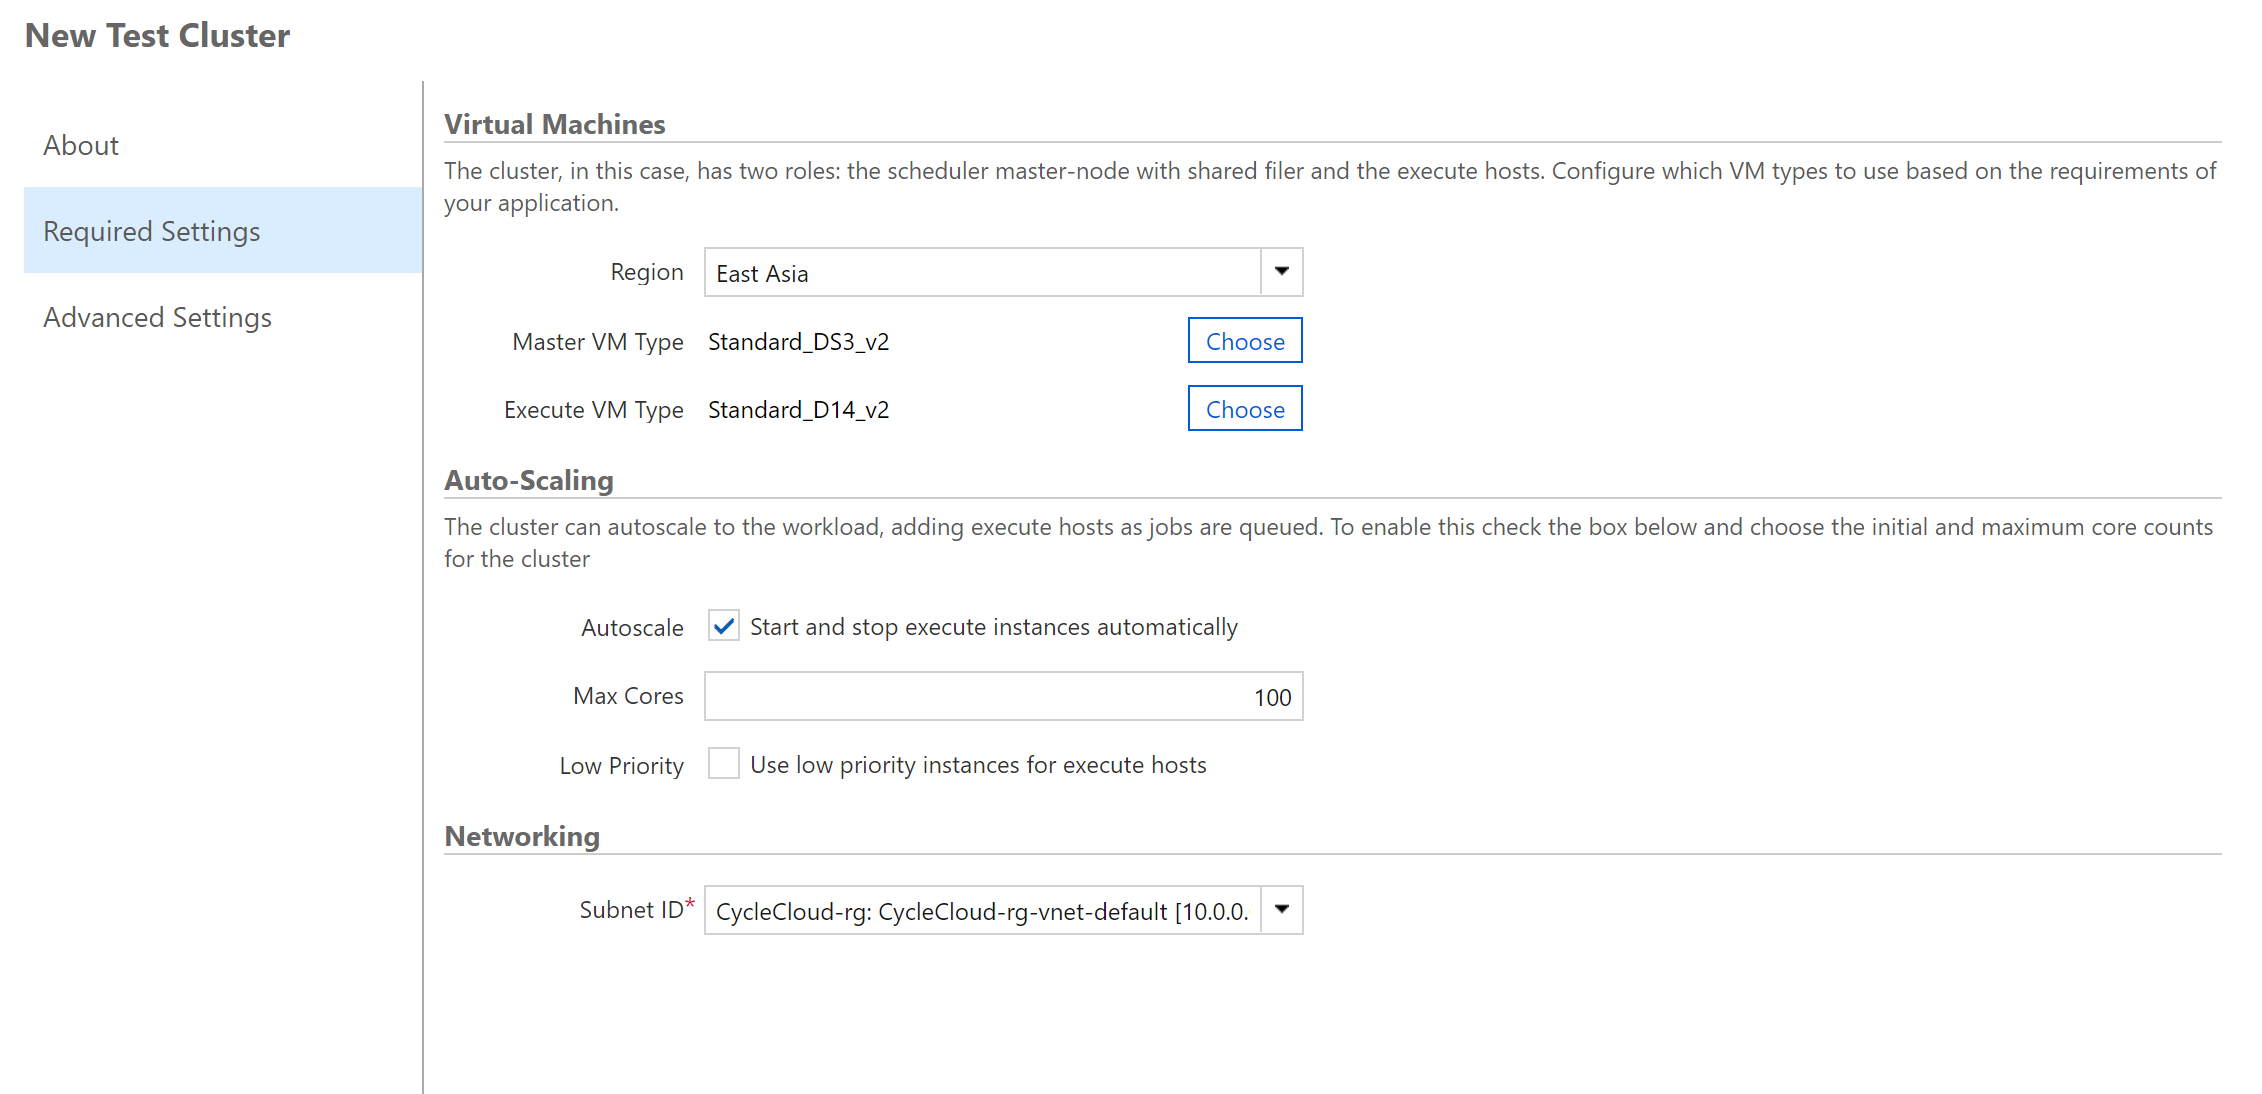 New Test Cluster
About
Required Settings
Advanced Settings
Virtual Machines
The cluster, in this case, has two roles: the scheduler master-node with shared filer and the execute hosts. Configure which VM types to use based on the requirements of
your application.
Region East Asia
Master VM Type Standard_DS3_v2 Choose
Execute VM Type Standard_D14_v2 Choose
Auto-Scaling
The cluster can autoscale to the workload, adding execute hosts as jobs are queued. To enable this check the box below and choose the initial and maximum core counts
for the cluster
Autoscale Start and stop execute instances automatically
Max Cores 100
Low Priority Use low priority instances for execute hosts
Networking
Subnet ID* CycleCloud-rg: CycleCloud-rg-vnet-default [10.0.0.